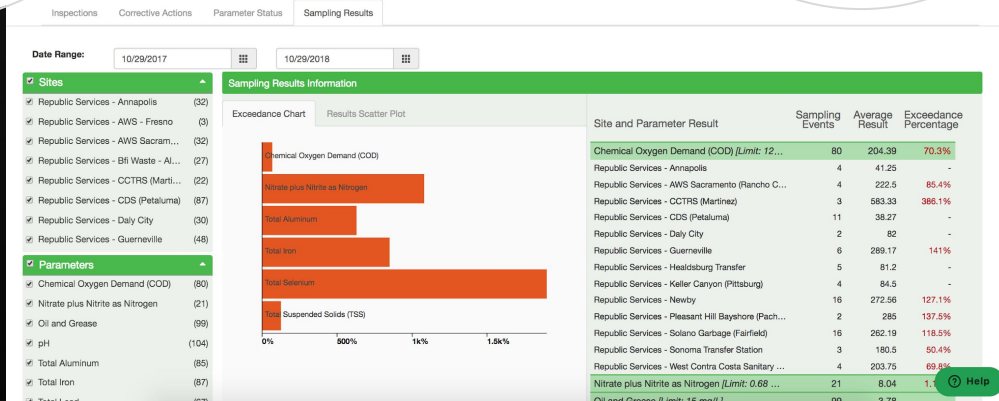 Inspections Corrective Actions Parameter Status Sampling Results
Date Range: 10/29/2017 10/29/2018
Sites
Republic Services - Annapolis (32)
Republic Services - AWS - Fresno (3)
Republic Services - AWS Sacram... (32)
Republic Services - Bfi Waste - Al... (27)
Republic Services - CCTRS (Marti... (22)
Republic Services - CDS (Petaluma) (87)
Republic Services - Daly City (30)
Republic Services - Guerneville (48)
Parameters
Chemical Oxygen Demand (COD) (80)
Nitrate plus Nitrite as Nitrogen (21)
Oil and Grease (99)
pH (104)
Total Aluminum (85)
Total Iron (87)
Total Lead (67)
Sampling Results Information
Exceedance Chart Results Scatter Plot
Chemical Oxygen Demand (COD)
Nitrate plus Nitrite as Nitrogen
Total Aluminum
Total Iron
Total Selenium
Total Suspended Solids (TSS)
0% 500% 1k% 1.5k%
Site and Parameter Result Sampling Events Average Result Exceedance Percentage
Chemical Oxygen Demand (COD) [Limit: 12... 80 204.39 70.3%
Republic Services - Annapolis 4 41.25 -
Republic Services - AWS Sacramento (Rancho C... 4 222.5 85.4%
Republic Services - CCTRS (Martinez) 3 583.33 386.1%
Republic Services - CDS (Petaluma) 11 38.27 -
Republic Services - Daly City 2 82 -
Republic Services - Guerneville 6 289.17 141%
Republic Services - Healdsburg Transfer 5 81.2 -
Republic Services - Keller Canyon (Pittsburg) 4 84.5 -
Republic Services - Newby 16 272.56 127.1%
Republic Services - Pleasant Hill Bayshore (Pach... 2 285 137.5%
Republic Services - Solano Garbage (Fairfield) 16 262.19 118.5%
Republic Services - Sonoma Transfer Station 3 180.5 50.4%
Republic Services - West Contra Costa Sanitary ... 4 203.75 69.8%
Nitrate plus Nitrite as Nitrogen [Limit: 0.68 ... 21 8.04
Oil and Grease [Limit: 15 mg/L] 99 3.78
Help